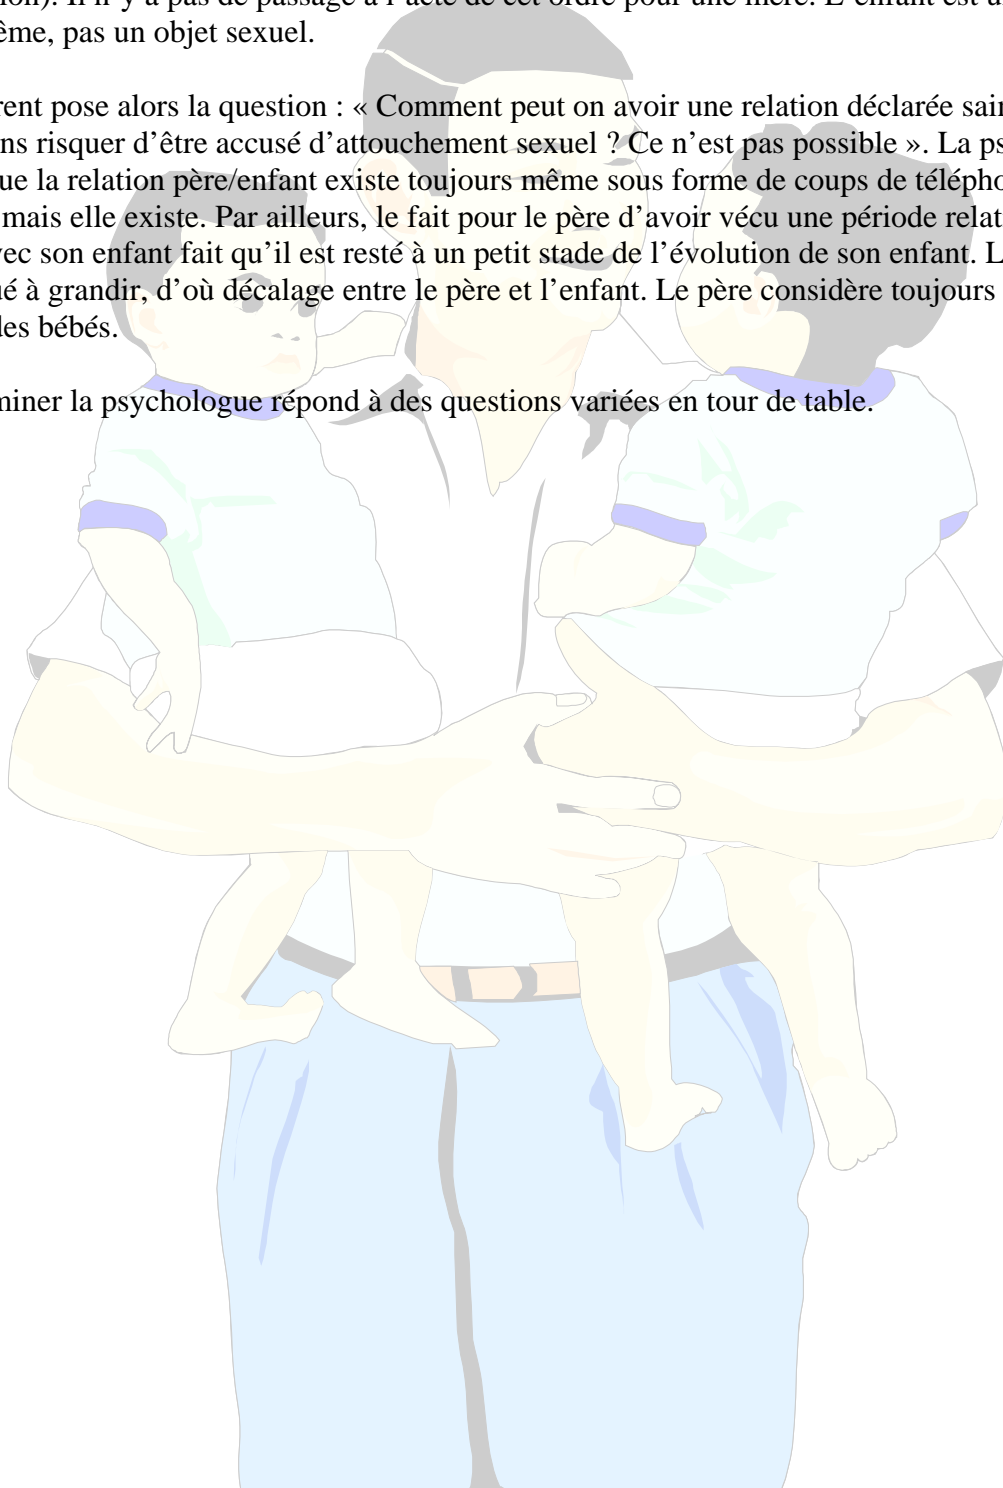 ion). Il n'y a pas de passage à l'acte de cet ordre pour une mère. L'enfant est u
ême, pas un objet sexuel.
rent pose alors la question : « Comment peut on avoir une relation déclarée sain
ns risquer d'être accusé d'attouchement sexuel ? Ce n'est pas possible ». La ps
ue la relation père/enfant existe toujours même sous forme de coups de télépho
mais elle existe. Par ailleurs, le fait pour le père d'avoir vécu une période relati
vec son enfant fait qu'il est resté à un petit stade de l'évolution de son enfant. L
ué à grandir, d'où décalage entre le père et l'enfant. Le père considère toujours
des bébés.
miner la psychologue répond à des questions variées en tour de table.